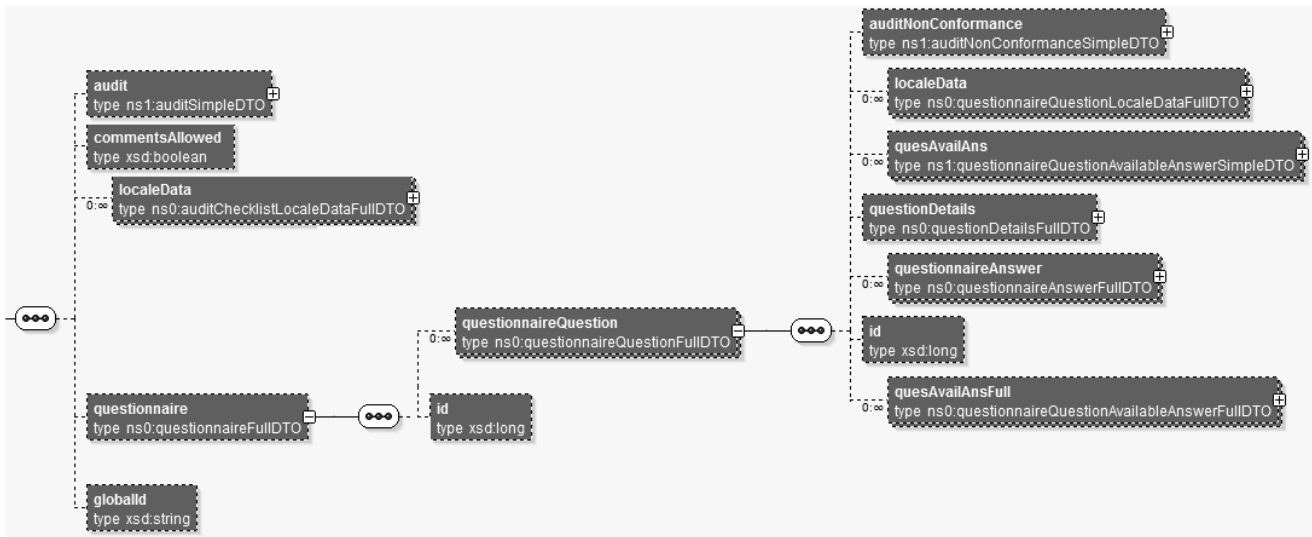 audit
type ns1:auditSimpleDTO
commentsAllowed
type xsd:boolean
localeData
0:∞
type ns0:auditChecklistLocaleDataFullDTO
questionnaire
type ns0:questionnaireFullDTO
globalId
type xsd:string
questionnaireQuestion
0:∞
type ns0:questionnaireQuestionFullDTO
id
type xsd:long
auditNonConformance
type ns1:auditNonConformanceSimpleDTO
localeData
0:∞
type ns0:questionnaireQuestionLocaleDataFullDTO
quesAvailAns
0:∞
type ns1:questionnaireQuestionAvailableAnswerSimpleDTO
questionDetails
type ns0:questionDetailsFullDTO
questionnaireAnswer
0:∞
type ns0:questionnaireAnswerFullDTO
id
type xsd:long
quesAvailAnsFull
0:∞
type ns0:questionnaireQuestionAvailableAnswerFullDTO